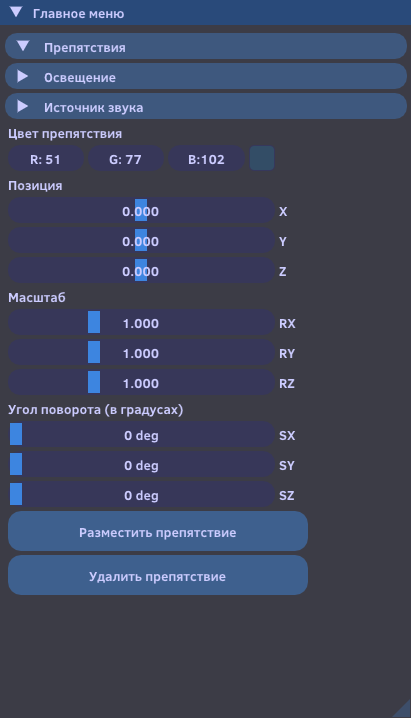 Главное меню
Препятствия
Освещение
Источник звука
Цвет препятствия
R: 51 G: 77 B:102
Позиция
0.000 X
0.000 Y
0.000 Z
Масштаб
1.000 RX
1.000 RY
1.000 RZ
Угол поворота (в градусах)
0 deg SX
0 deg SY
0 deg SZ
Разместить препятствие
Удалить препятствие